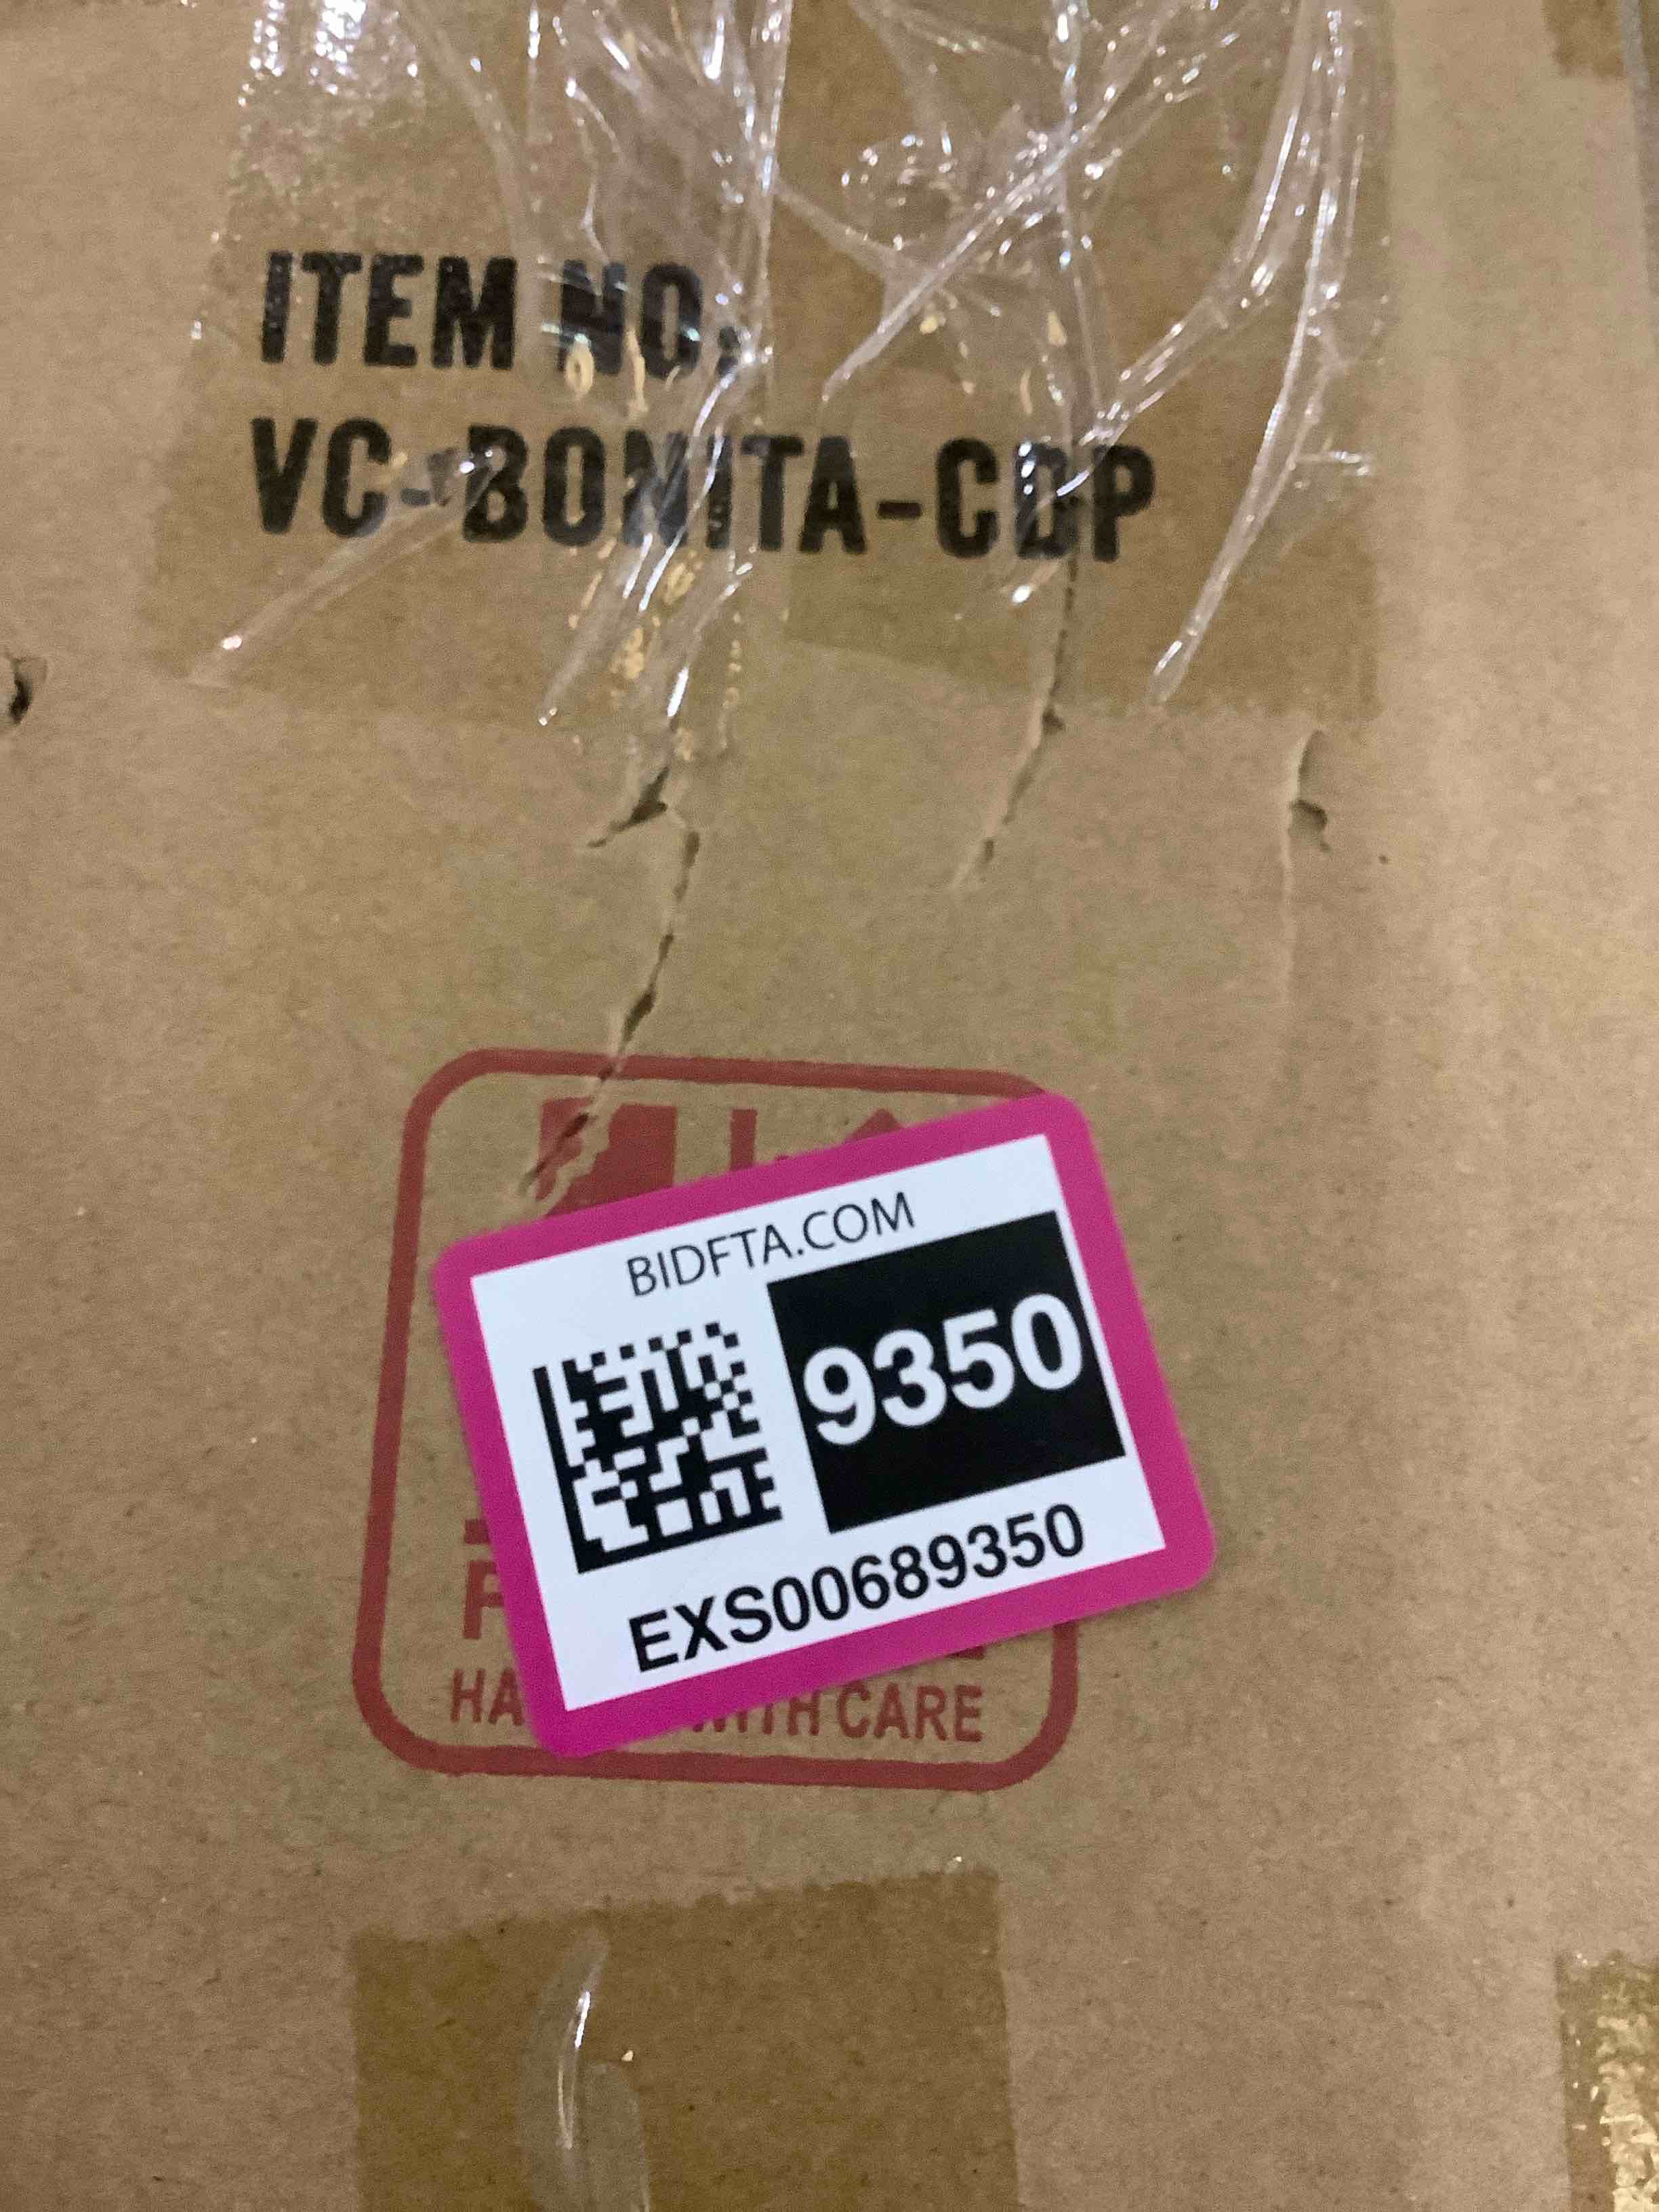 ITEM NO.
VC-BONITA-CDP
BIDFTA.COM
9350
EXS00689350
WITH CARE